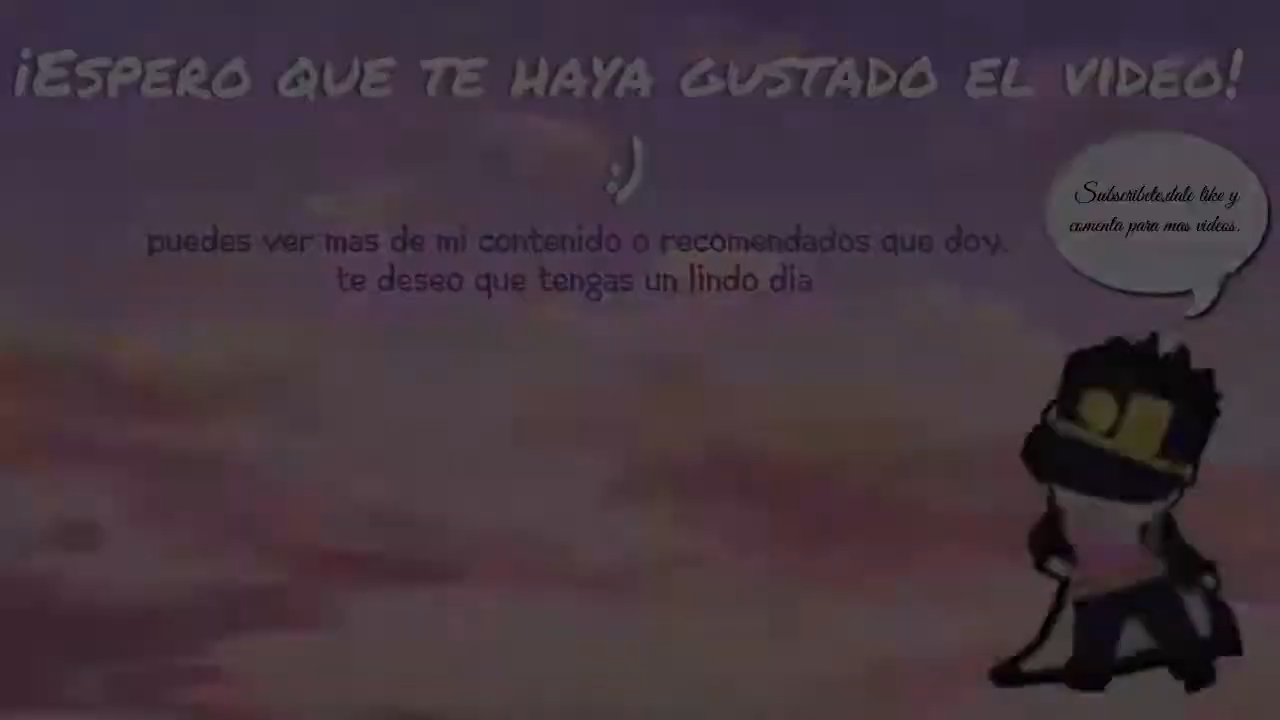 ¡ESPERO QUE TE HAYA GUSTADO EL VIDEO!
:)
Subscribete,dale like y
comenta para mas videos.
puedes ver mas de mi contenido o recomendados que doy.
te deseo que tengas un lindo dia